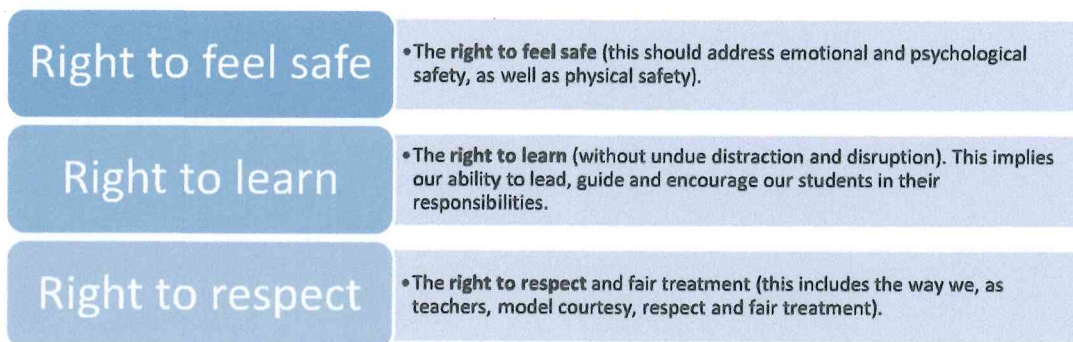 Right to feel safe
•The right to feel safe (this should address emotional and psychological
safety, as well as physical safety).
Right to learn
•The right to learn (without undue distraction and disruption). This implies
our ability to lead, guide and encourage our students in their
responsibilities.
Right to respect
•The right to respect and fair treatment (this includes the way we, as
teachers, model courtesy, respect and fair treatment).